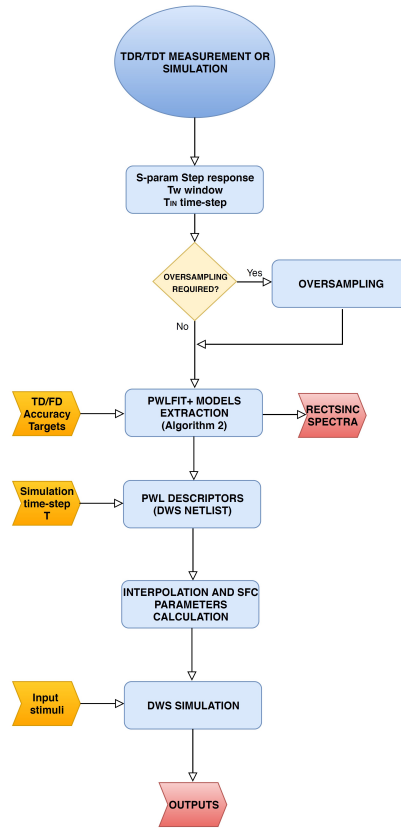 TDR/TDT MEASUREMENT OR
SIMULATION
S-param Step response
Tw window
TIN time-step
OVERSAMPLING
REQUIRED?
Yes
OVERSAMPLING
No
TD/FD
Accuracy
Targets
PWLFIT+ MODELS
EXTRACTION
(Algorithm 2)
RECTSINC
SPECTRA
Simulation
time-step
T
PWL DESCRIPTORS
(DWS NETLIST)
INTERPOLATION AND SFC
PARAMETERS
CALCULATION
Input
stimuli
DWS SIMULATION
OUTPUTS